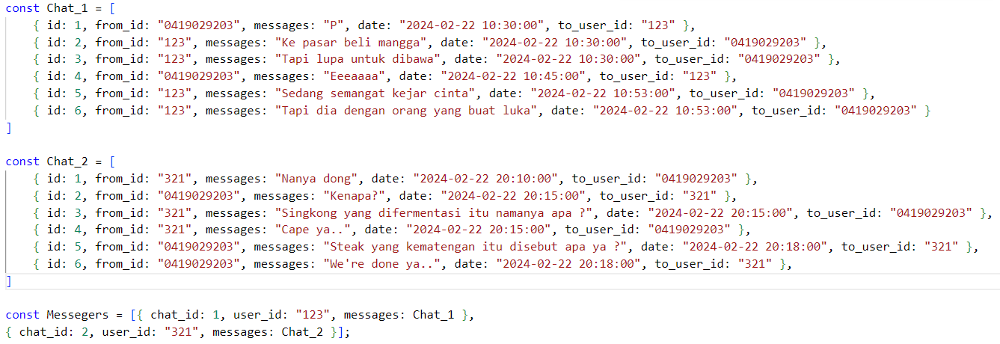 const Chat_1 = [
    { id: 1, from_id: "0419029203", messages: "P", date: "2024-02-22 10:30:00", to_user_id: "123" },
    { id: 2, from_id: "123", messages: "Ke pasar beli mangga", date: "2024-02-22 10:30:00", to_user_id: "0419029203" },
    { id: 3, from_id: "123", messages: "Tapi lupa untuk dibawa", date: "2024-02-22 10:30:00", to_user_id: "0419029203" },
    { id: 4, from_id: "0419029203", messages: "Eeeaaaa", date: "2024-02-22 10:45:00", to_user_id: "123" },
    { id: 5, from_id: "123", messages: "Sedang semangat kejar cinta", date: "2024-02-22 10:53:00", to_user_id: "0419029203" },
    { id: 6, from_id: "123", messages: "Tapi dia dengan orang yang buat luka", date: "2024-02-22 10:53:00", to_user_id: "0419029203" }
]
const Chat_2 = [
    { id: 1, from_id: "321", messages: "Nanya dong", date: "2024-02-22 20:10:00", to_user_id: "0419029203" },
    { id: 2, from_id: "0419029203", messages: "Kenapa?", date: "2024-02-22 20:15:00", to_user_id: "321" },
    { id: 3, from_id: "321", messages: "Singkong yang difermentasi itu namanya apa ?", date: "2024-02-22 20:15:00", to_user_id: "0419029203" },
    { id: 4, from_id: "321", messages: "Cape ya..", date: "2024-02-22 20:15:00", to_user_id: "0419029203" },
    { id: 5, from_id: "0419029203", messages: "Steak yang kematengan itu disebut apa ya ?", date: "2024-02-22 20:18:00", to_user_id: "321" },
    { id: 6, from_id: "0419029203", messages: "We're done ya..", date: "2024-02-22 20:18:00", to_user_id: "321" },
]
const Messegers = [{ chat_id: 1, user_id: "123", messages: Chat_1 },
{ chat_id: 2, user_id: "321", messages: Chat_2 }];